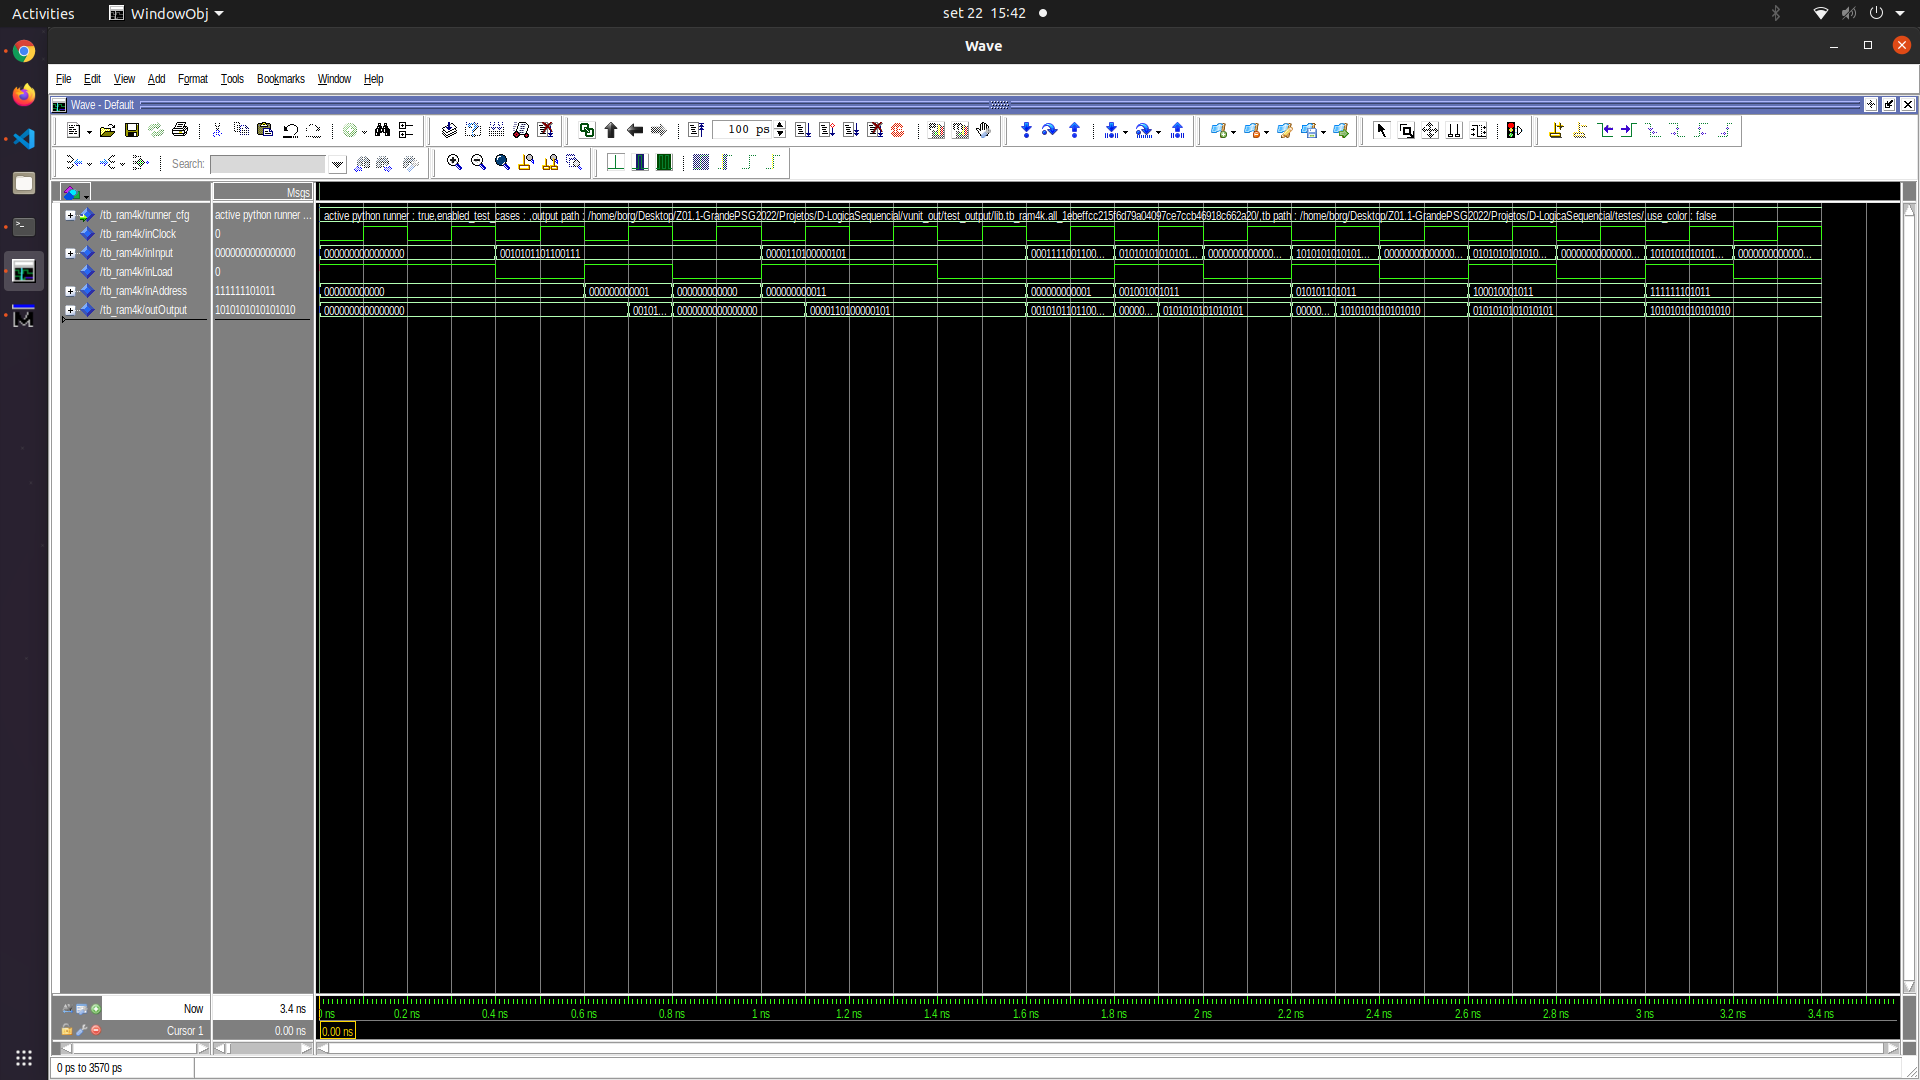 Activities WindowObj set 22 15:42
Wave
File Edit View Add Format Tools Bookmarks Window Help
Wave - Default
100 ps
Search:
Msgs
/tb_ram4k/runner_cfg active python runner ... active python runner : true,enabled_test_cases : ,output path : /home/borg/Desktop/Z01.1-GrandePSG2022/Projetos/D-LogicaSequencial/vunit_out/test_output/lib.tb_ram4k.all_1ebeffcc215f6d79a04097ce7ccb46918c662a20/,tb path : /home/borg/Desktop/Z01.1-GrandePSG2022/Projetos/D-LogicaSequencial/testes/,use_color : false
/tb_ram4k/inClock 0
/tb_ram4k/inInput 0000000000000000 0000000000000000 0010101101100111 0000110100000101 0001111001100... 01010101010101... 0000000000000... 1010101010101... 0000000000000... 0101010101010... 0000000000000... 1010101010101... 0000000000000...
/tb_ram4k/inLoad 0
/tb_ram4k/inAddress 111111101011 000000000000 000000000001 000000000000 000000000011 000000000001 001001001011 010101101011 100010001011 111111101011
/tb_ram4k/outOutput 1010101010101010 0000000000000000 00101... 0000000000000000 0000110100000101 0010101101100... 00000... 0101010101010101 00000... 1010101010101010 0101010101010101 1010101010101010
Now 3.4 ns ns 0.2 ns 0.4 ns 0.6 ns 0.8 ns 1 ns 1.2 ns 1.4 ns 1.6 ns 1.8 ns 2 ns 2.2 ns 2.4 ns 2.6 ns 2.8 ns 3 ns 3.2 ns 3.4 ns
Cursor 1 0.00 ns 0.00 ns
0 ps to 3570 ps